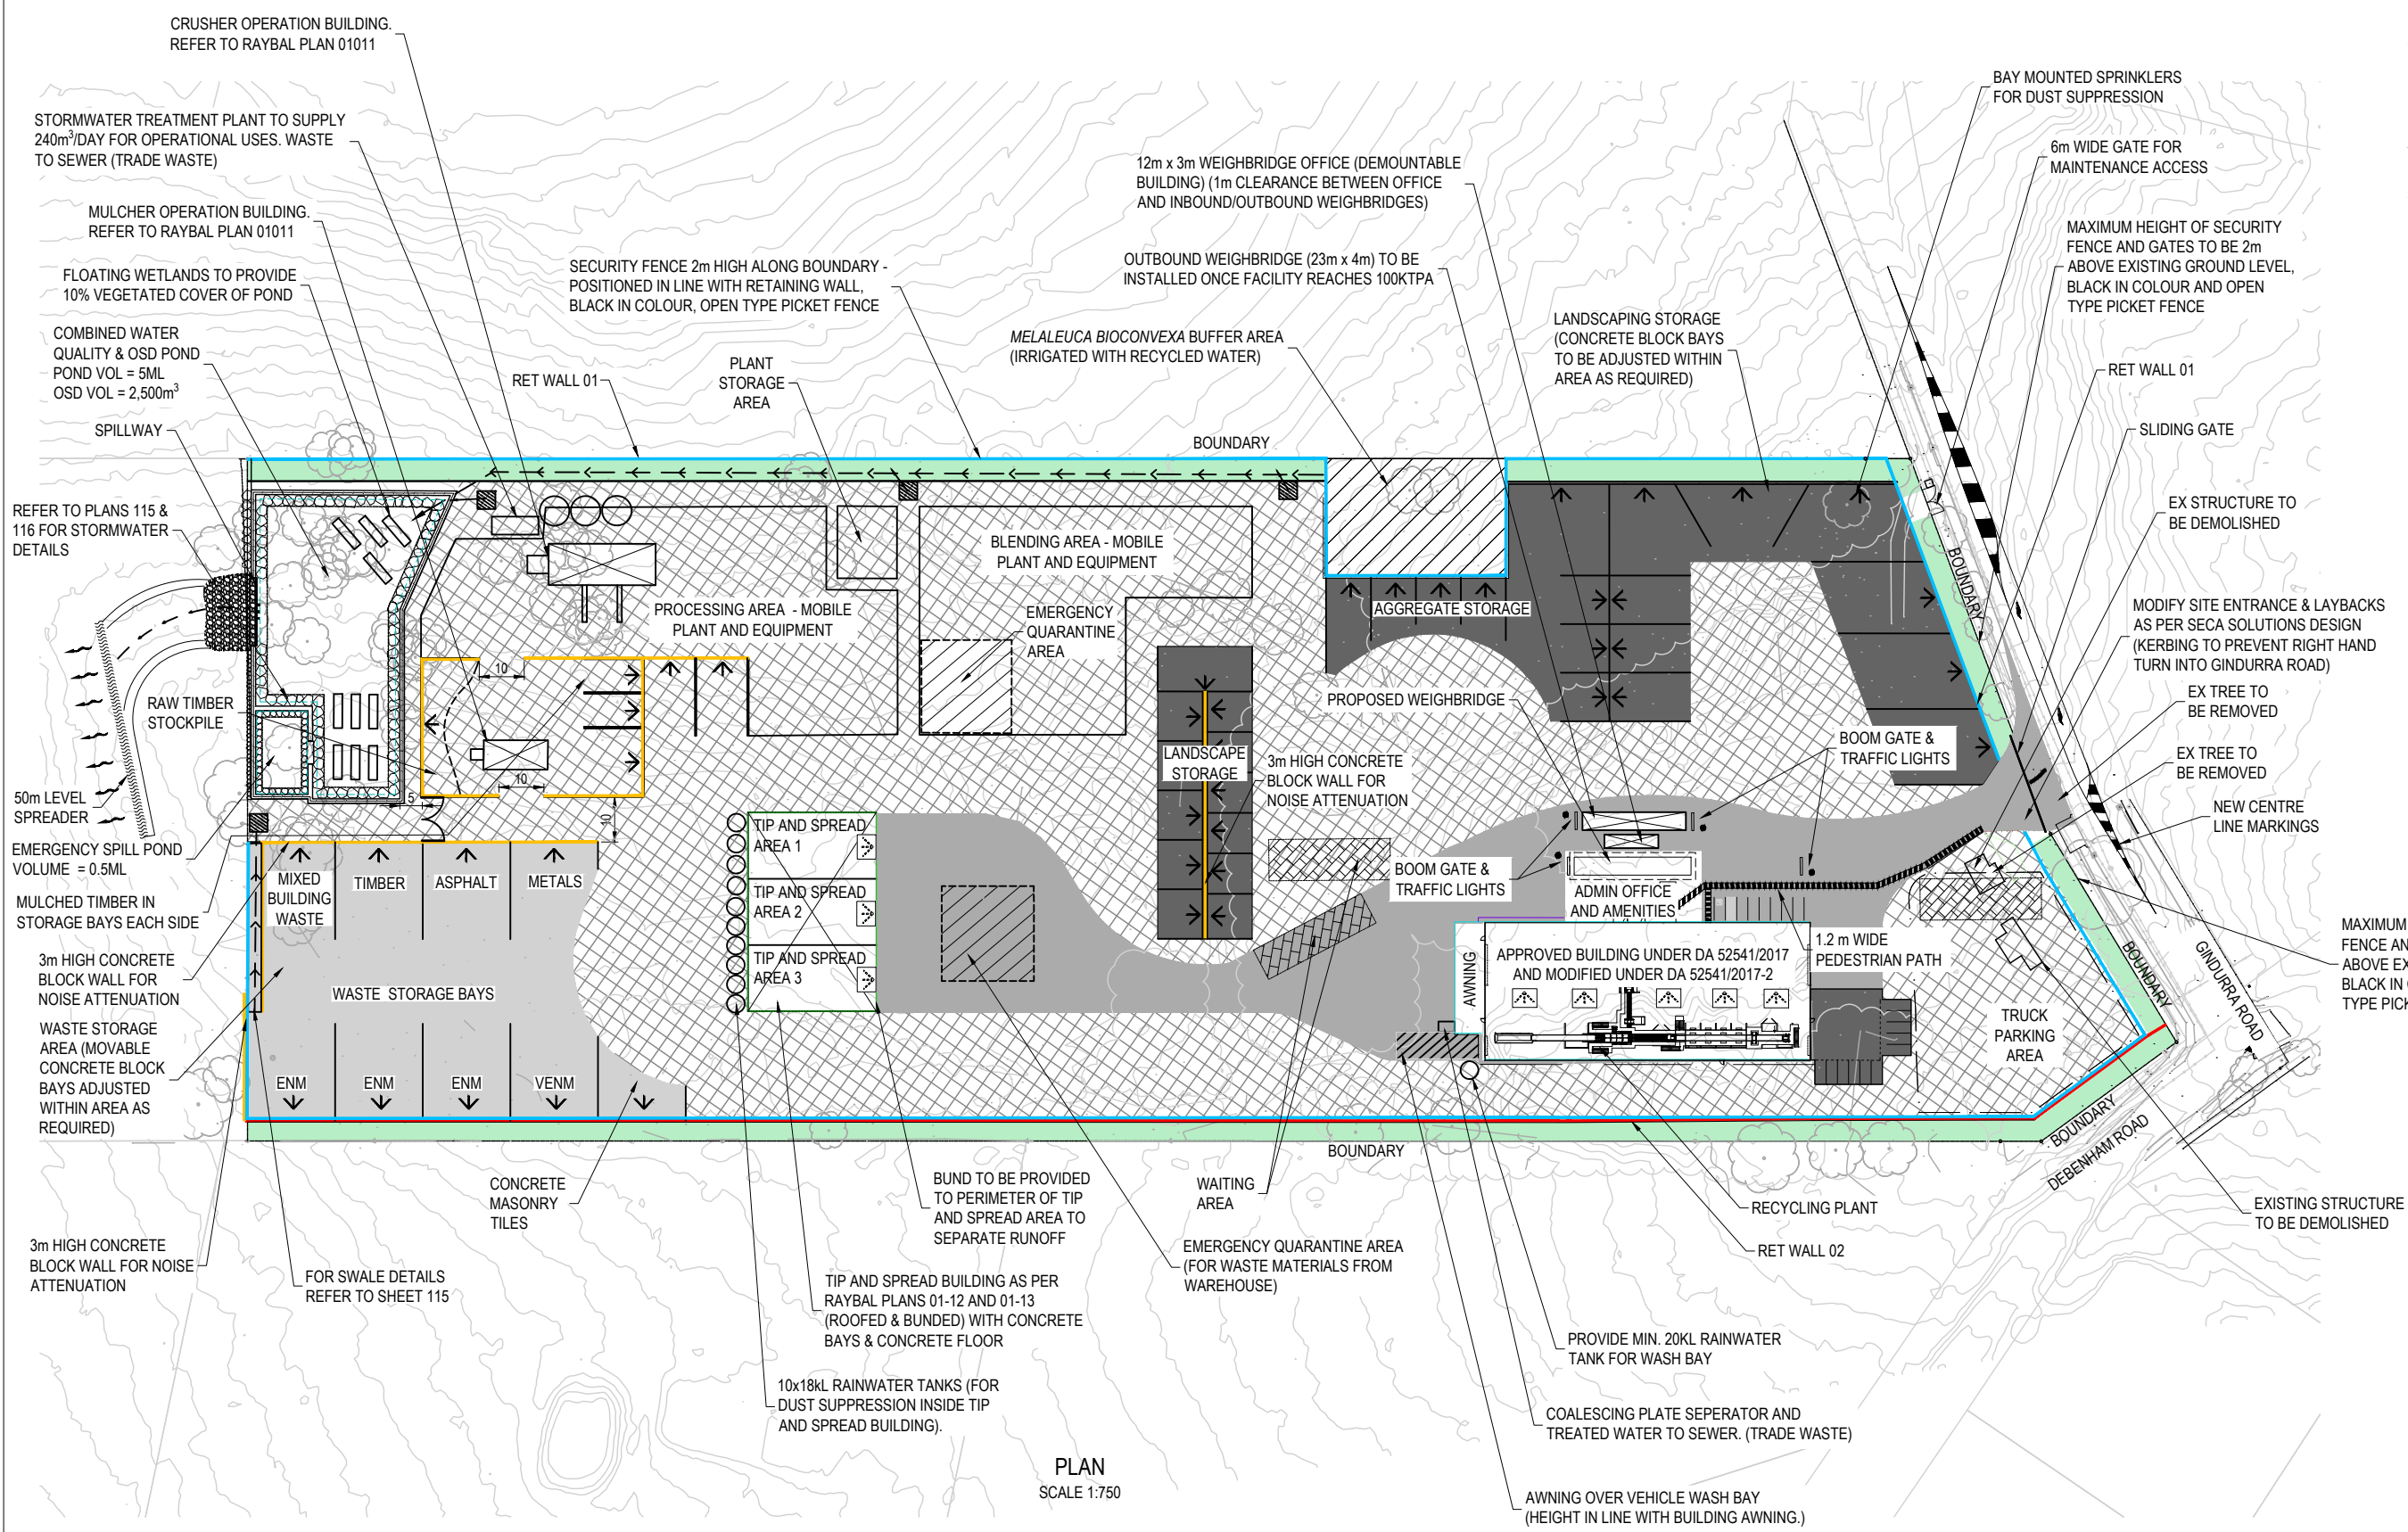 CRUSHER OPERATION BUILDING.
REFER TO RAYBAL PLAN 01011
STORMWATER TREATMENT PLANT TO SUPPLY
240m³/DAY FOR OPERATIONAL USES. WASTE
TO SEWER (TRADE WASTE)
MULCHER OPERATION BUILDING.
REFER TO RAYBAL PLAN 01011
FLOATING WETLANDS TO PROVIDE
10% VEGETATED COVER OF POND
COMBINED WATER
QUALITY & OSD POND
POND VOL = 5ML
OSD VOL = 2,500m³
SPILLWAY
REFER TO PLANS 115 &
116 FOR STORMWATER
DETAILS
RAW TIMBER
STOCKPILE
50m LEVEL
SPREADER
EMERGENCY SPILL POND
VOLUME = 0.5ML
MULCHED TIMBER IN
STORAGE BAYS EACH SIDE
3m HIGH CONCRETE
BLOCK WALL FOR
NOISE ATTENUATION
WASTE STORAGE
AREA (MOVABLE
CONCRETE BLOCK
BAYS ADJUSTED
WITHIN AREA AS
REQUIRED)
3m HIGH CONCRETE
BLOCK WALL FOR NOISE
ATTENUATION
FOR SWALE DETAILS
REFER TO SHEET 115
SECURITY FENCE 2m HIGH ALONG BOUNDARY -
POSITIONED IN LINE WITH RETAINING WALL,
BLACK IN COLOUR, OPEN TYPE PICKET FENCE
RET WALL 01
PLANT
STORAGE
AREA
12m x 3m WEIGHBRIDGE OFFICE (DEMOUNTABLE
BUILDING) (1m CLEARANCE BETWEEN OFFICE
AND INBOUND/OUTBOUND WEIGHBRIDGES)
OUTBOUND WEIGHBRIDGE (23m x 4m) TO BE
INSTALLED ONCE FACILITY REACHES 100KTPA
MELALEUCA BIOCONVEXA BUFFER AREA
(IRRIGATED WITH RECYCLED WATER)
LANDSCAPING STORAGE
(CONCRETE BLOCK BAYS
TO BE ADJUSTED WITHIN
AREA AS REQUIRED)
BAY MOUNTED SPRINKLERS
FOR DUST SUPPRESSION
6m WIDE GATE FOR
MAINTENANCE ACCESS
MAXIMUM HEIGHT OF SECURITY
FENCE AND GATES TO BE 2m
ABOVE EXISTING GROUND LEVEL,
BLACK IN COLOUR AND OPEN
TYPE PICKET FENCE
RET WALL 01
SLIDING GATE
EX STRUCTURE TO
BE DEMOLISHED
MODIFY SITE ENTRANCE & LAYBACKS
AS PER SECA SOLUTIONS DESIGN
(KERBING TO PREVENT RIGHT HAND
TURN INTO GINDURRA ROAD)
EX TREE TO
BE REMOVED
EX TREE TO
BE REMOVED
NEW CENTRE
LINE MARKINGS
MAXIMUM
FENCE AN
ABOVE EX
BLACK IN
TYPE PICK
BOUNDARY
BOUNDARY
BOUNDARY
BOUNDARY
BOUNDARY
GINDURRA ROAD
DEBENHAM ROAD
EXISTING STRUCTURE
TO BE DEMOLISHED
BLENDING AREA - MOBILE
PLANT AND EQUIPMENT
PROCESSING AREA - MOBILE
PLANT AND EQUIPMENT
EMERGENCY
QUARANTINE
AREA
AGGREGATE STORAGE
PROPOSED WEIGHBRIDGE
LANDSCAPE
STORAGE
3m HIGH CONCRETE
BLOCK WALL FOR
NOISE ATTENUATION
BOOM GATE &
TRAFFIC LIGHTS
BOOM GATE &
TRAFFIC LIGHTS
ADMIN OFFICE
AND AMENITIES
10
10
5
10
TIP AND SPREAD
AREA 1
TIP AND SPREAD
AREA 2
TIP AND SPREAD
AREA 3
MIXED
BUILDING
WASTE
TIMBER
ASPHALT
METALS
WASTE STORAGE BAYS
ENM
ENM
ENM
VENM
AWNING
APPROVED BUILDING UNDER DA 52541/2017
AND MODIFIED UNDER DA 52541/2017-2
1.2 m WIDE
PEDESTRIAN PATH
TRUCK
PARKING
AREA
CONCRETE
MASONRY
TILES
BUND TO BE PROVIDED
TO PERIMETER OF TIP
AND SPREAD AREA TO
SEPARATE RUNOFF
WAITING
AREA
EMERGENCY QUARANTINE AREA
(FOR WASTE MATERIALS FROM
WAREHOUSE)
TIP AND SPREAD BUILDING AS PER
RAYBAL PLANS 01-12 AND 01-13
(ROOFED & BUNDED) WITH CONCRETE
BAYS & CONCRETE FLOOR
10x18kL RAINWATER TANKS (FOR
DUST SUPPRESSION INSIDE TIP
AND SPREAD BUILDING).
RECYCLING PLANT
RET WALL 02
PROVIDE MIN. 20KL RAINWATER
TANK FOR WASH BAY
COALESCING PLATE SEPERATOR AND
TREATED WATER TO SEWER. (TRADE WASTE)
AWNING OVER VEHICLE WASH BAY
(HEIGHT IN LINE WITH BUILDING AWNING.)
PLAN
SCALE 1:750